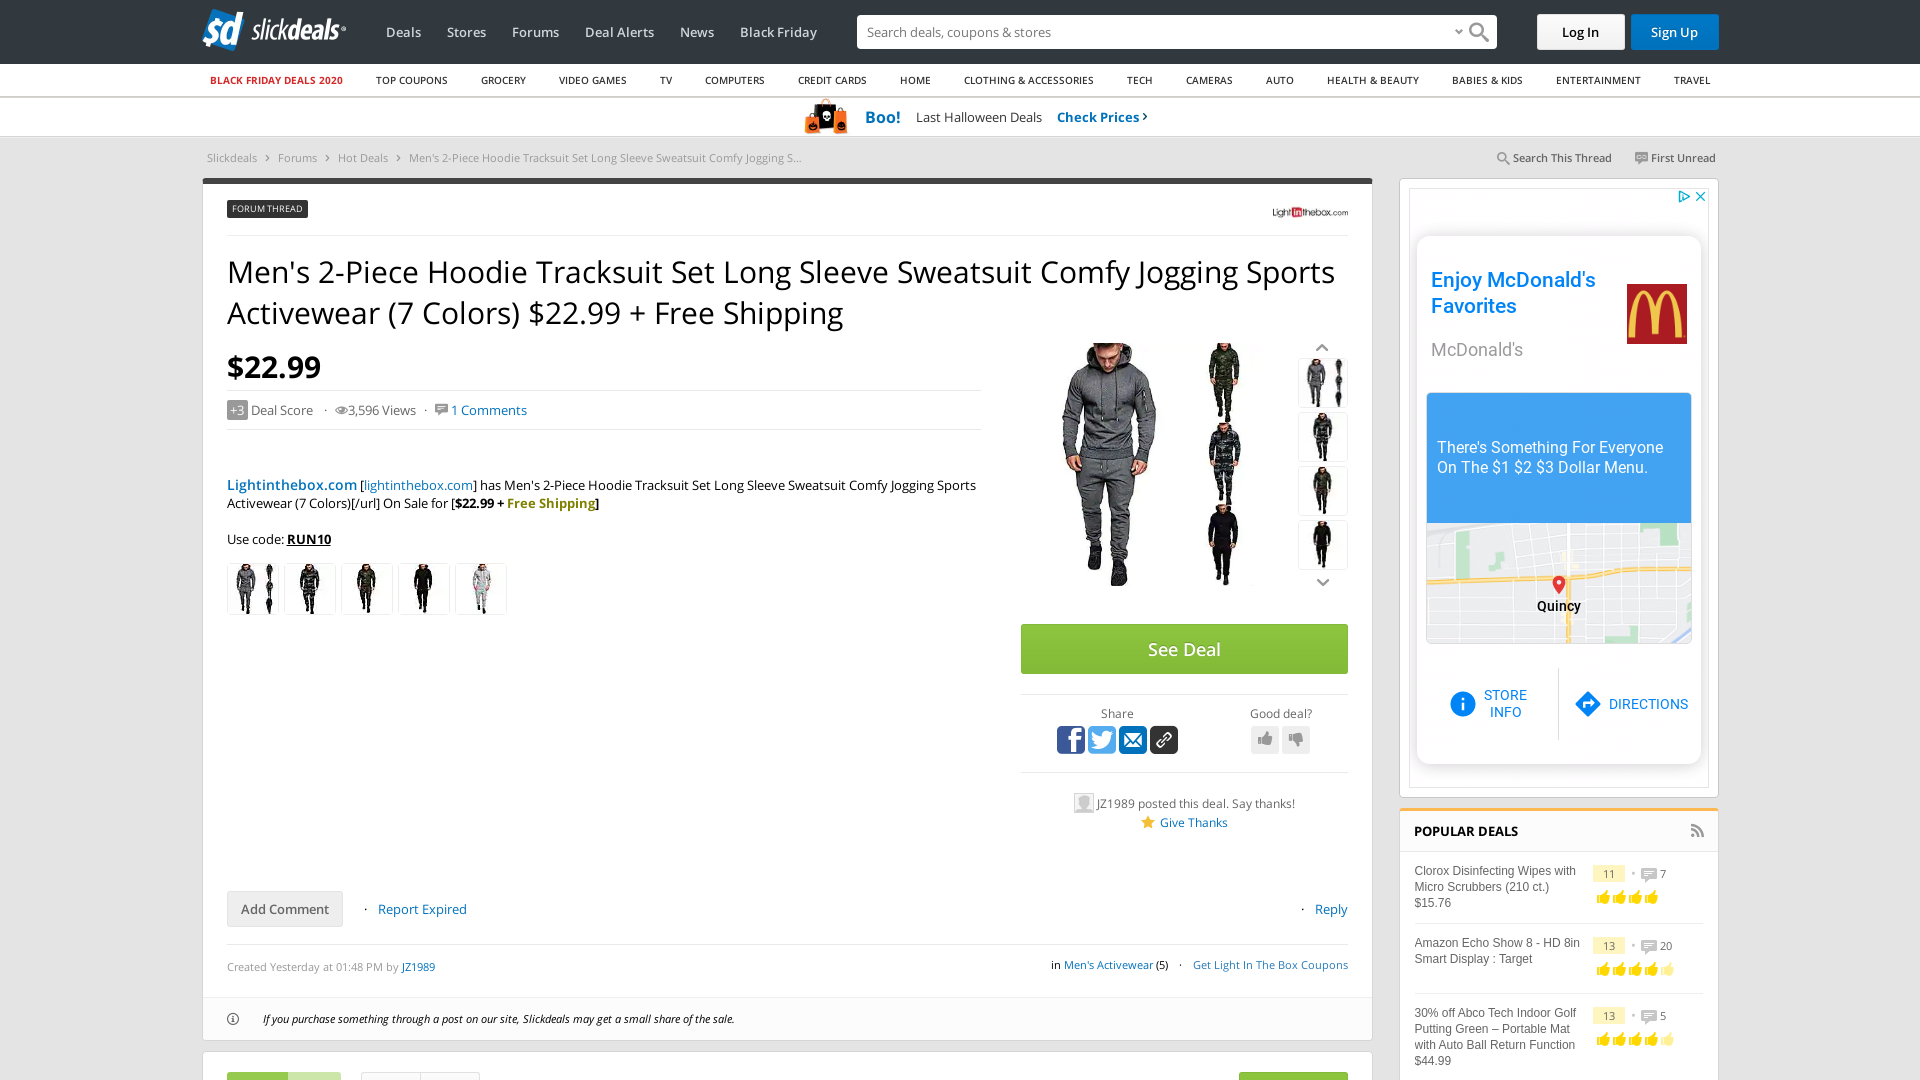 slickdeals
Deals
Stores
Forums
Deal Alerts
News
Black Friday
Search deals, coupons & stores
Log In
Sign Up
BLACK FRIDAY DEALS 2020
TOP COUPONS
GROCERY
VIDEO GAMES
TV
COMPUTERS
CREDIT CARDS
HOME
CLOTHING & ACCESSORIES
TECH
CAMERAS
AUTO
HEALTH & BEAUTY
BABIES & KIDS
ENTERTAINMENT
TRAVEL
Boo! Last Halloween Deals Check Prices
Slickdeals > Forums > Hot Deals > Men's 2-Piece Hoodie Tracksuit Set Long Sleeve Sweatsuit Comfy Jogging S...
Search This Thread
First Unread
FORUM THREAD
Lightinthebox.com
Men's 2-Piece Hoodie Tracksuit Set Long Sleeve Sweatsuit Comfy Jogging Sports
Activewear (7 Colors) $22.99 + Free Shipping
$22.99
+3 Deal Score · 3,596 Views · 1 Comments
Lightinthebox.com [lightinthebox.com] has Men's 2-Piece Hoodie Tracksuit Set Long Sleeve Sweatsuit Comfy Jogging Sports
Activewear (7 Colors)[/url] On Sale for [$22.99 + Free Shipping]
Use code: RUN10
See Deal
Share
Good deal?
JZ1989 posted this deal. Say thanks!
Give Thanks
Add Comment
· Report Expired
· Reply
Created Yesterday at 01:48 PM by JZ1989
in Men's Activewear (5) · Get Light In The Box Coupons
If you purchase something through a post on our site, Slickdeals may get a small share of the sale.
Enjoy McDonald's
Favorites
McDonald's
There's Something For Everyone
On The $1 $2 $3 Dollar Menu.
Quincy
STORE
INFO
DIRECTIONS
POPULAR DEALS
Clorox Disinfecting Wipes with
Micro Scrubbers (210 ct.)
$15.76
11 • 7
Amazon Echo Show 8 - HD 8in
Smart Display : Target
13 • 20
30% off Abco Tech Indoor Golf
Putting Green – Portable Mat
with Auto Ball Return Function
$44.99
13 • 5